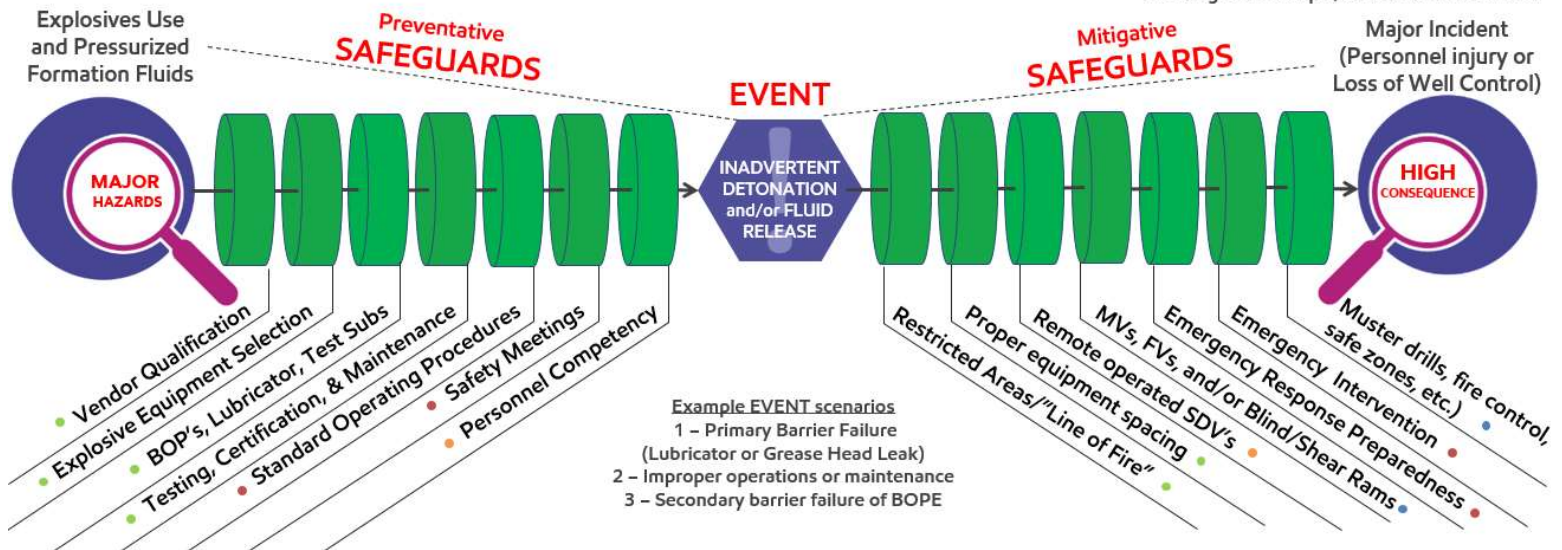 Explosives Use
and Pressurized
Formation Fluids
Preventative
SAFEGUARDS
EVENT
Mitigative
SAFEGUARDS
Major Incident
(Personnel injury or
Loss of Well Control)
MAJOR
HAZARDS
INADVERTENT
DETONATION
and/or FLUID
RELEASE
HIGH
CONSEQUENCE
Vendor Qualification
Explosive Equipment Selection
BOP's, Lubricator, Test Subs
Testing, Certification, & Maintenance
Standard Operating Procedures
Safety Meetings
Personnel Competency
Example EVENT scenarios
1 – Primary Barrier Failure
(Lubricator or Grease Head Leak)
2 – Improper operations or maintenance
3 – Secondary barrier failure of BOPE
Restricted Areas/"Line of Fire"
Proper equipment spacing
Remote operated SDV's
MVs, FVs, and/or Blind/Shear Rams
Emergency Response Preparedness
Emergency Intervention
Muster drills, fire control,
safe zones, etc.)